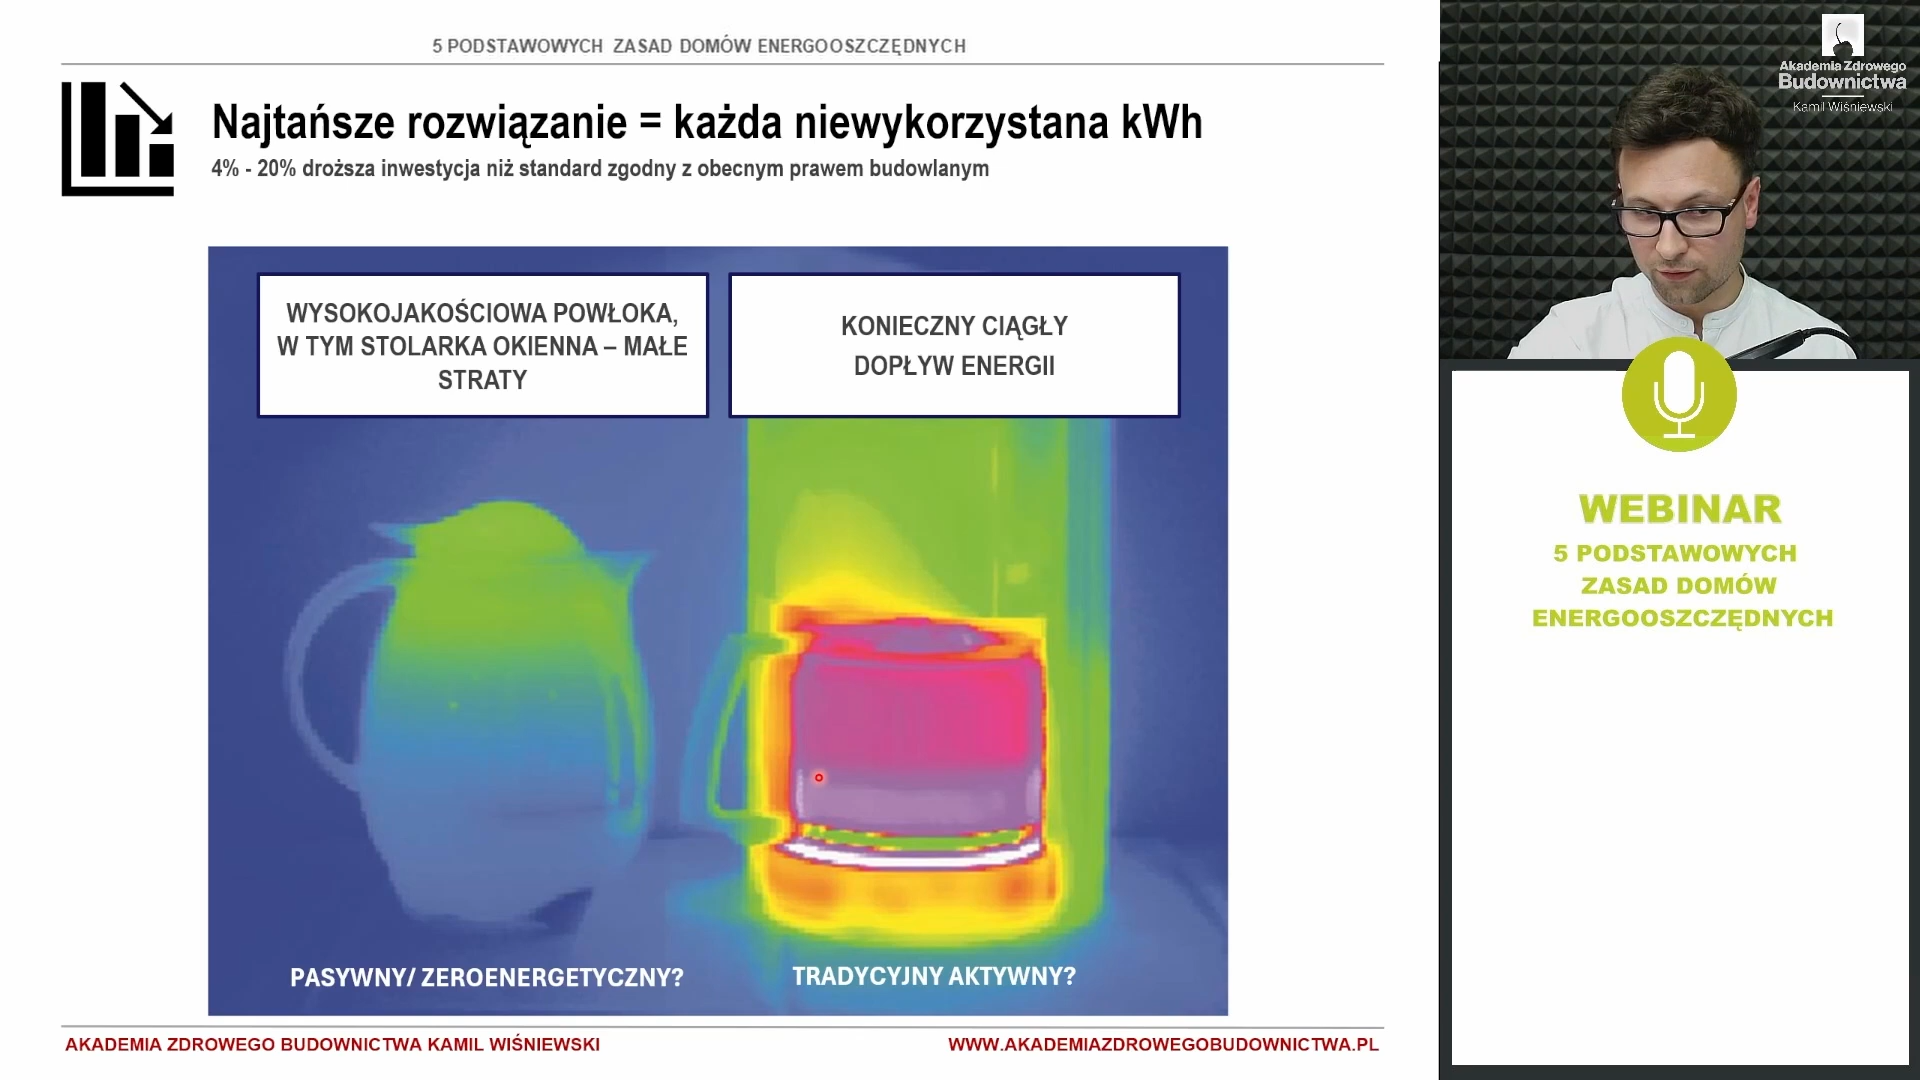 5 PODSTAWOWYCH ZASAD DOMÓW ENERGOOSZCZĘDNYCH
Najtańsze rozwiązanie = każda niewykorzystana kWh
4% - 20% droższa inwestycja niż standard zgodny z obecnym prawem budowlanym
WYSOKOJAKOŚCIOWA POWŁOKA,
W TYM STOLARKA OKIENNA – MAŁE
STRATY
KONIECZNY CIĄGŁY
DOPŁYW ENERGII
PASYWNY/ ZEROENERGETYCZNY?
TRADYCYJNY AKTYWNY?
AKADEMIA ZDROWEGO BUDOWNICTWA KAMIL WIŚNIEWSKI
WWW.AKADEMIAZDROWEGOBUDOWNICTWA.PL
Akademia Zdrowego
Budownictwa
Kamil Wiśniewski
WEBINAR
5 PODSTAWOWYCH
ZASAD DOMÓW
ENERGOOSZCZĘDNYCH